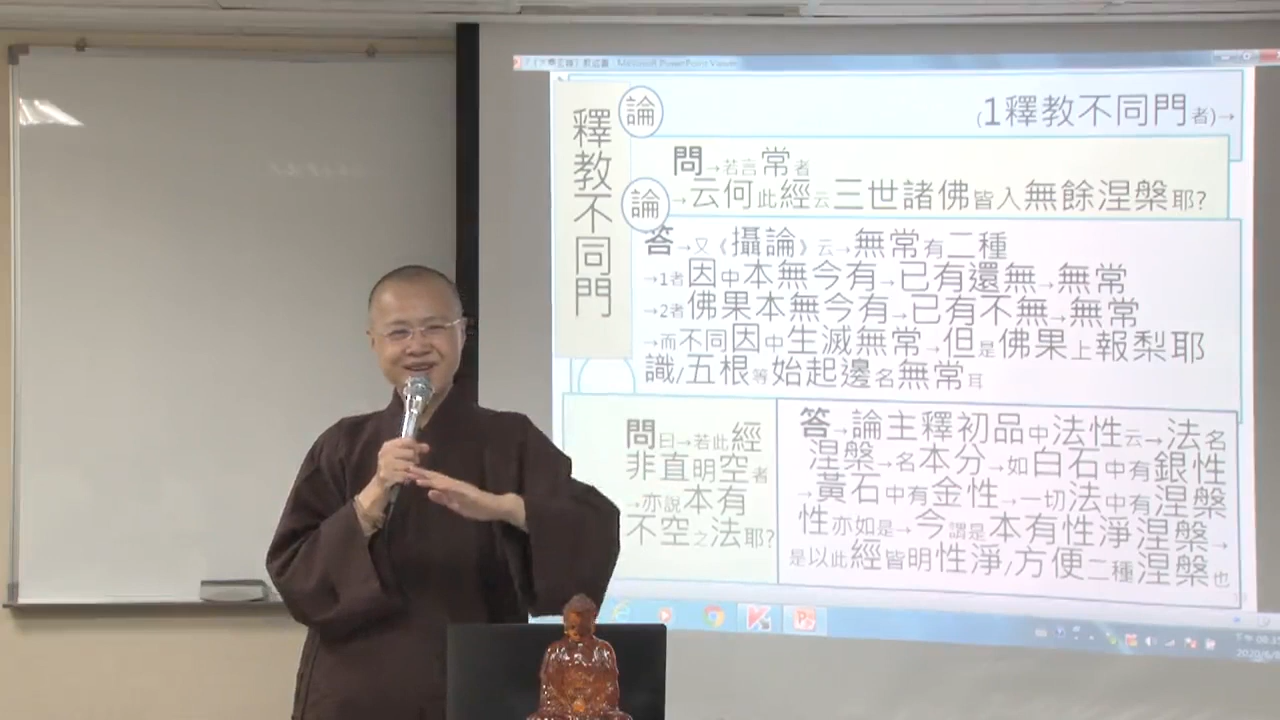 Microsoft PowerPoint Viewer
釋教不同門
論
(1釋教不同門者)→
問→若言常者
論
→云何此經云三世諸佛皆入無餘涅槃耶?
答→又《攝論》云→無常有二種
→1者因中本無今有→已有還無→無常
→2者佛果本無今有→已有不無→無常
→而不同因中生滅無常→但是佛果上報梨耶
識/五根等始起邊名無常耳
問曰→若此經
非直明空者
→亦說本有
不空之法耶?
答→論主釋初品中法性云→法名
涅槃→名本分→如白石中有銀性
→黃石中有金性→一切法中有涅槃
性亦如是→今謂是本有性淨涅槃→
是以此經皆明性淨/方便二種涅槃也